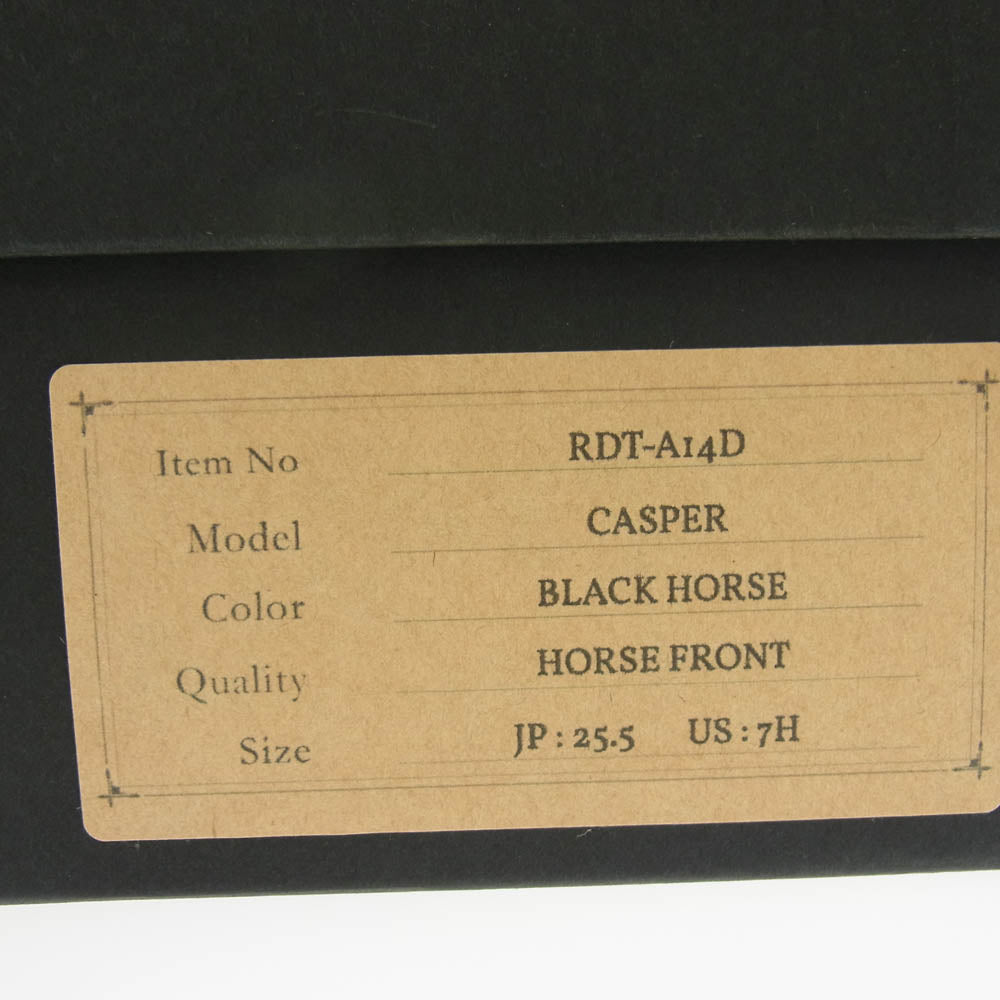 Item No RDT-A14D
Model CASPER
Color BLACK HORSE
Quality HORSE FRONT
Size JP : 25.5 US : 7H